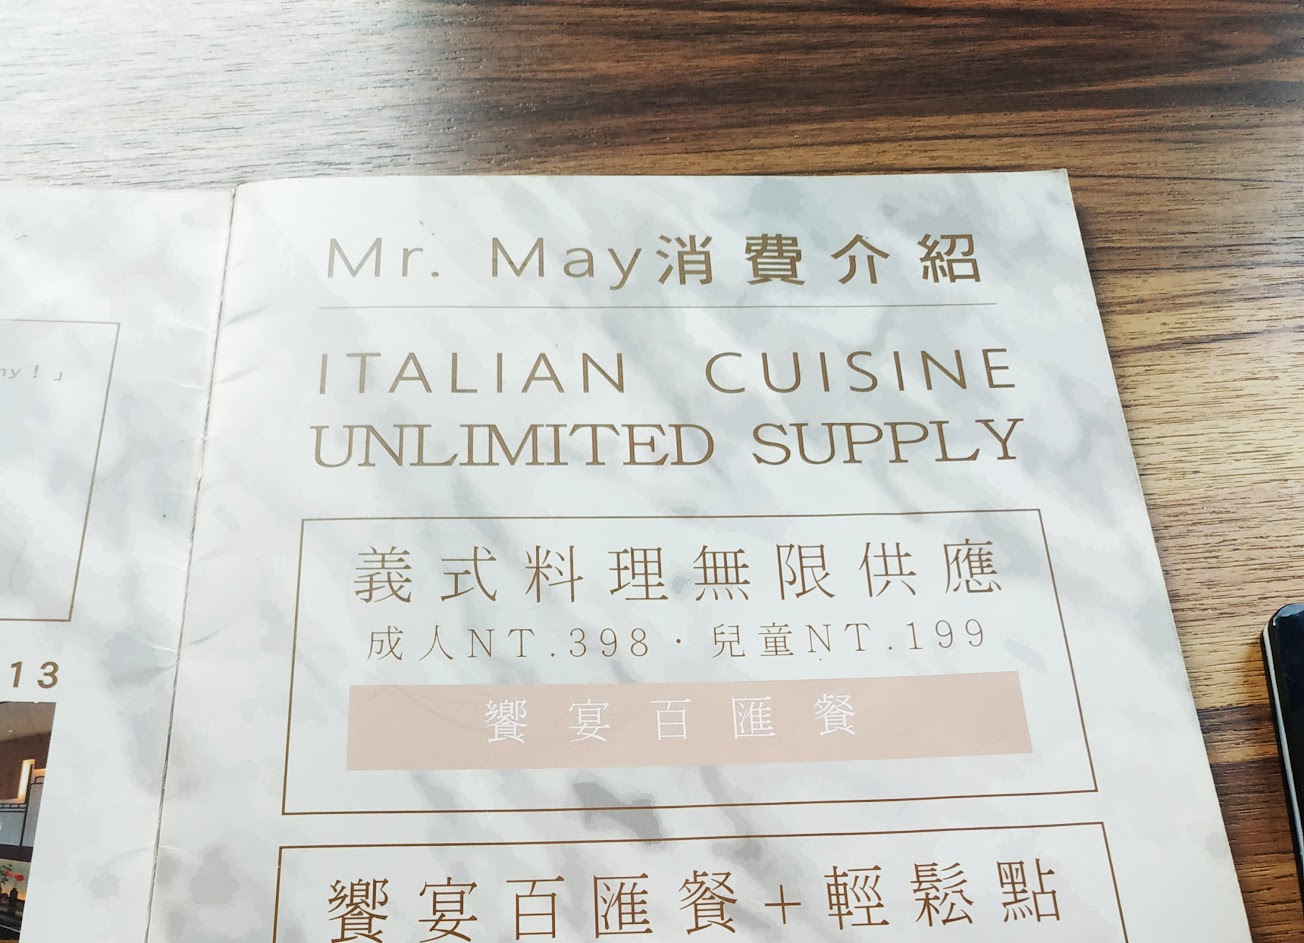 Mr. May消費介紹
ITALIAN CUISINE
UNLIMITED SUPPLY
義式料理無限供應
成人NT.398·兒童NT.199
饗宴百匯餐
饗宴百匯餐+輕鬆點
13